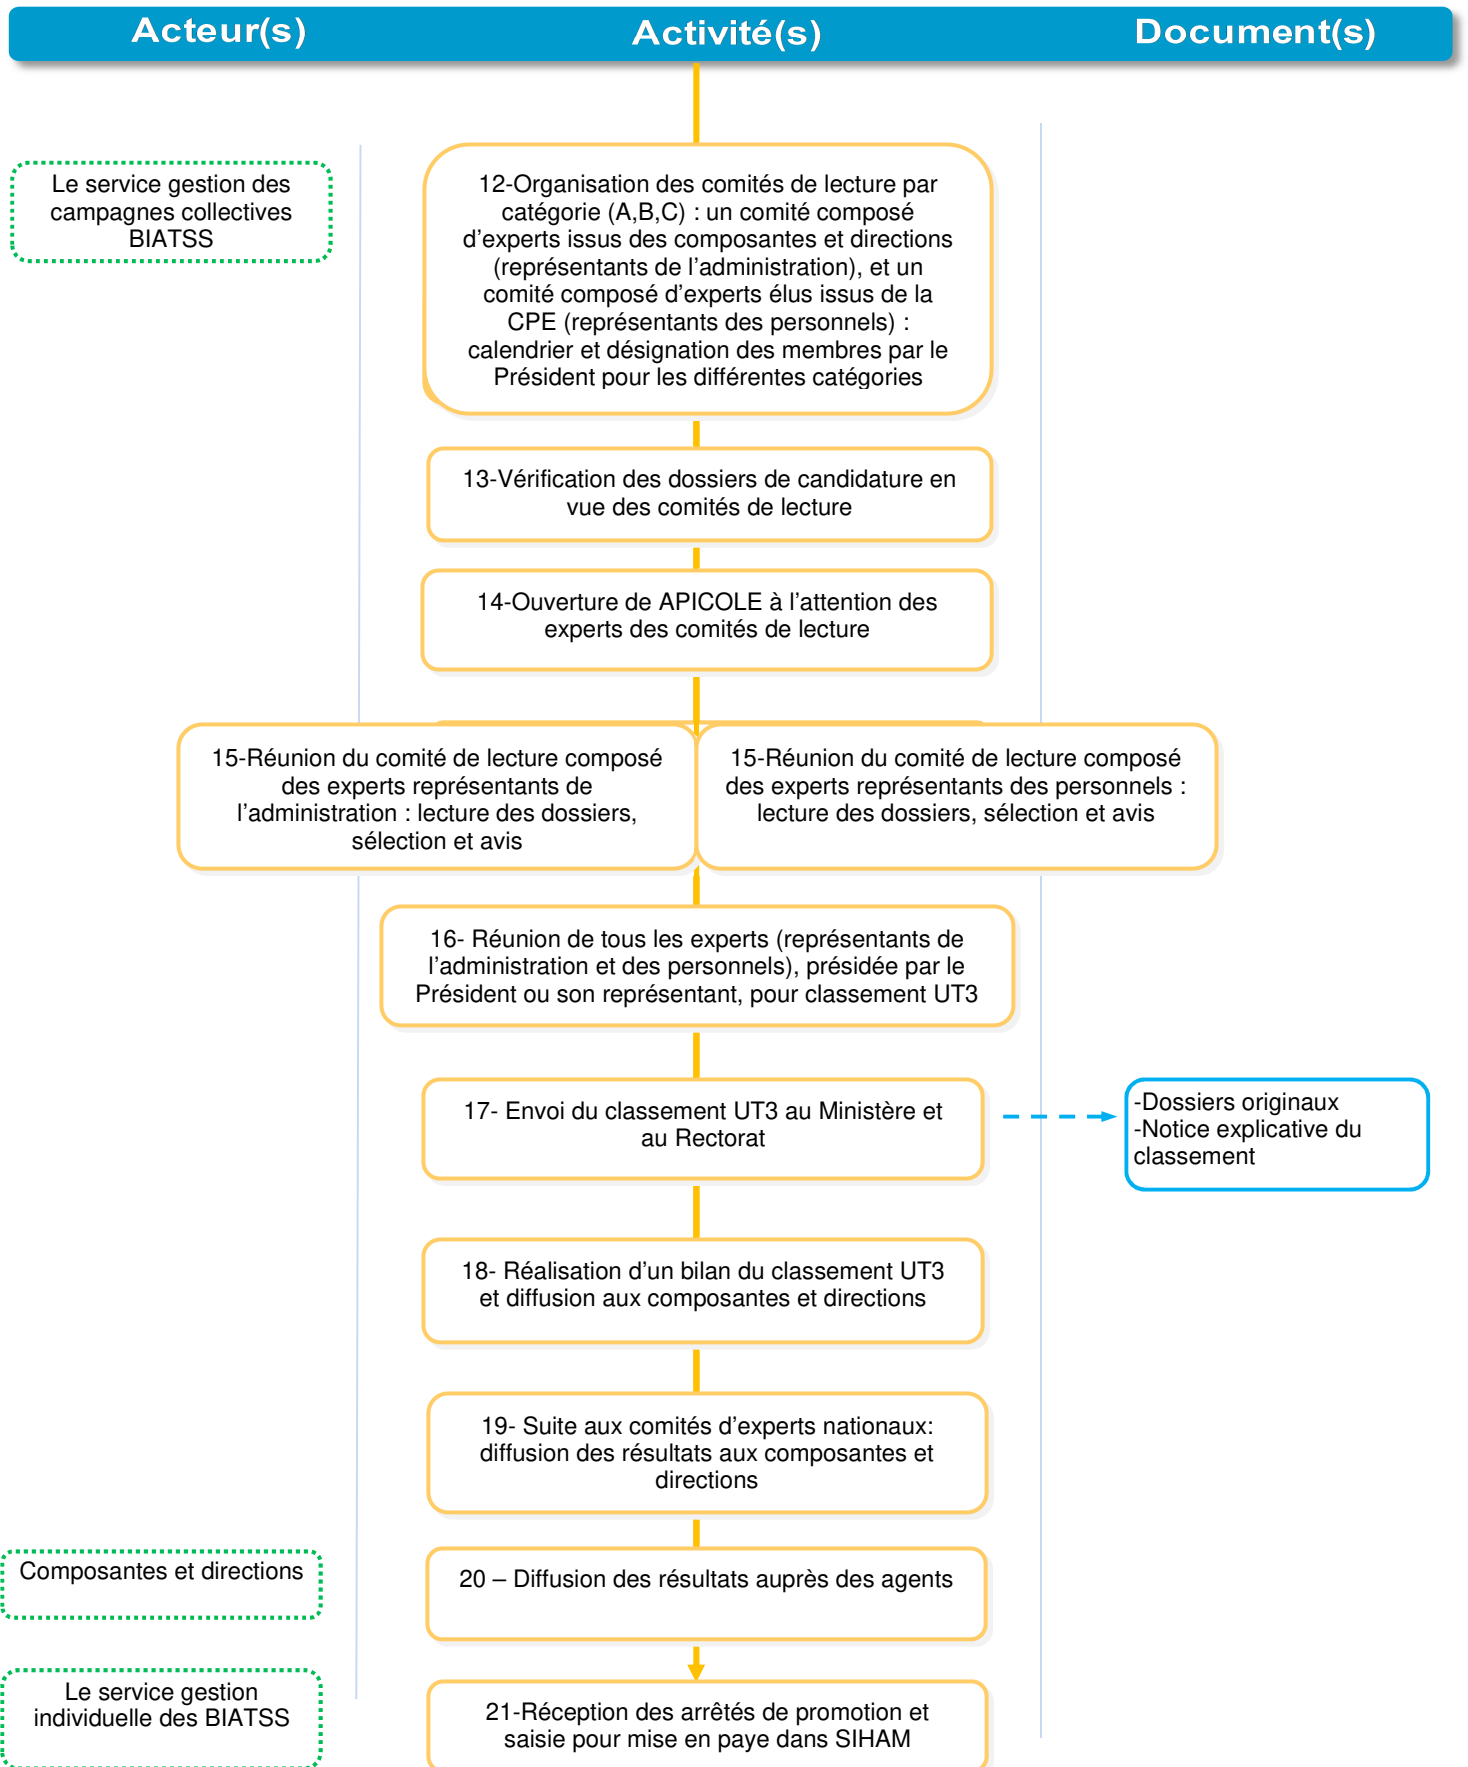 Acteur(s)
Activité(s)
Document(s)
Le service gestion des
campagnes collectives
BIATSS
12-Organisation des comités de lecture par
catégorie (A,B,C) : un comité composé
d’experts issus des composantes et directions
(représentants de l’administration), et un
comité composé d’experts élus issus de la
CPE (représentants des personnels) :
calendrier et désignation des membres par le
Président pour les différentes catégories
13-Vérification des dossiers de candidature en
vue des comités de lecture
14-Ouverture de APICOLE à l’attention des
experts des comités de lecture
15-Réunion du comité de lecture composé
des experts représentants de
l’administration : lecture des dossiers,
sélection et avis
15-Réunion du comité de lecture composé
des experts représentants des personnels :
lecture des dossiers, sélection et avis
16- Réunion de tous les experts (représentants de
l’administration et des personnels), présidée par le
Président ou son représentant, pour classement UT3
17- Envoi du classement UT3 au Ministère et
au Rectorat
-Dossiers originaux
-Notice explicative du
classement
18- Réalisation d’un bilan du classement UT3
et diffusion aux composantes et directions
19- Suite aux comités d’experts nationaux:
diffusion des résultats aux composantes et
directions
Composantes et directions
20 – Diffusion des résultats auprès des agents
Le service gestion
individuelle des BIATSS
21-Réception des arrêtés de promotion et
saisie pour mise en paye dans SIHAM